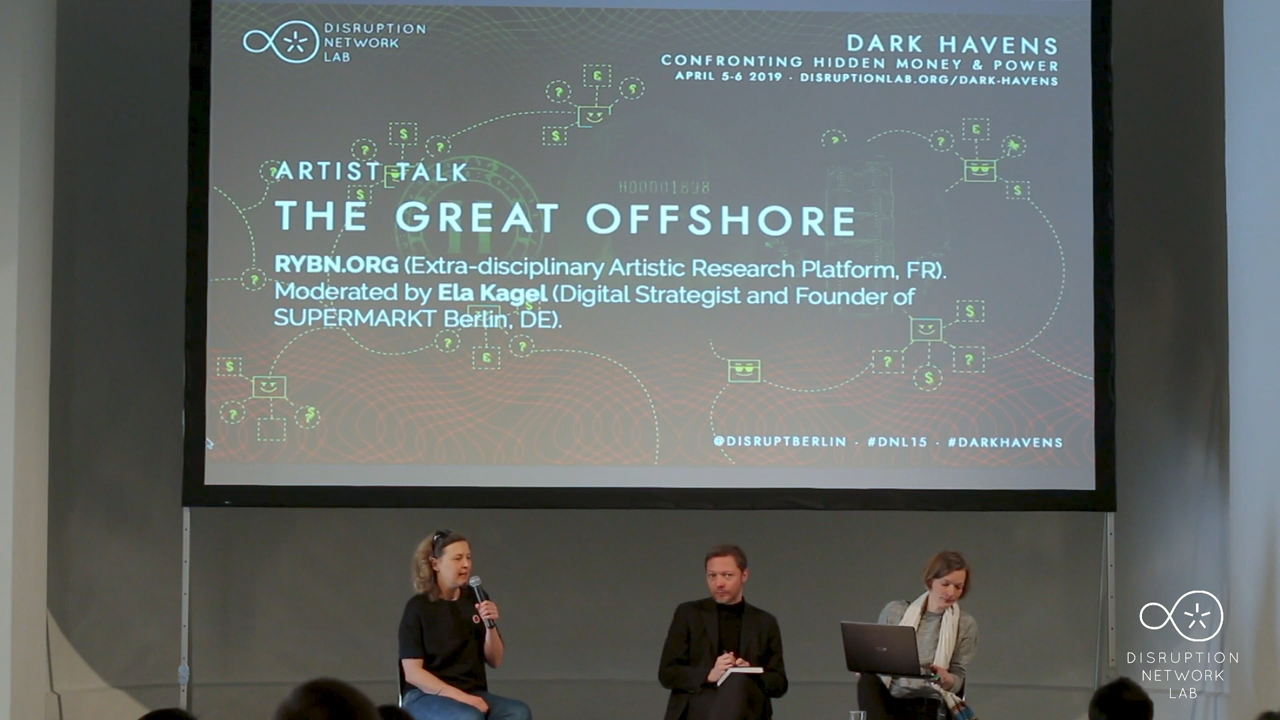 DISRUPTION
NETWORK
LAB
DARK HAVENS
CONFRONTING HIDDEN MONEY & POWER
APRIL 5-6 2019 · DISRUPTIONLAB.ORG/DARK-HAVENS
ARTIST TALK
H00001898
THE GREAT OFFSHORE
RYBN.ORG (Extra-disciplinary Artistic Research Platform, FR).
Moderated by Ela Kagel (Digital Strategist and Founder of
SUPERMARKT Berlin, DE).
@DISRUPTBERLIN · #DNL15 · #DARKHAVENS
DISRUPTION
NETWORK
LAB